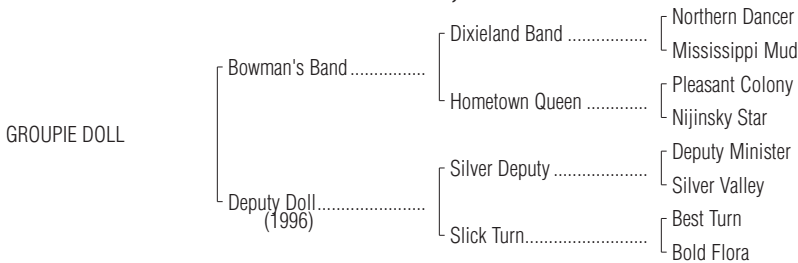 Northern Dancer
Dixieland Band ................
Mississippi Mud
Bowman's Band ...............
Pleasant Colony
Hometown Queen ............
Nijinsky Star
GROUPIE DOLL
Deputy Minister
Silver Deputy ...................
Silver Valley
Deputy Doll......................
(1996)
Best Turn
Slick Turn.........................
Bold Flora